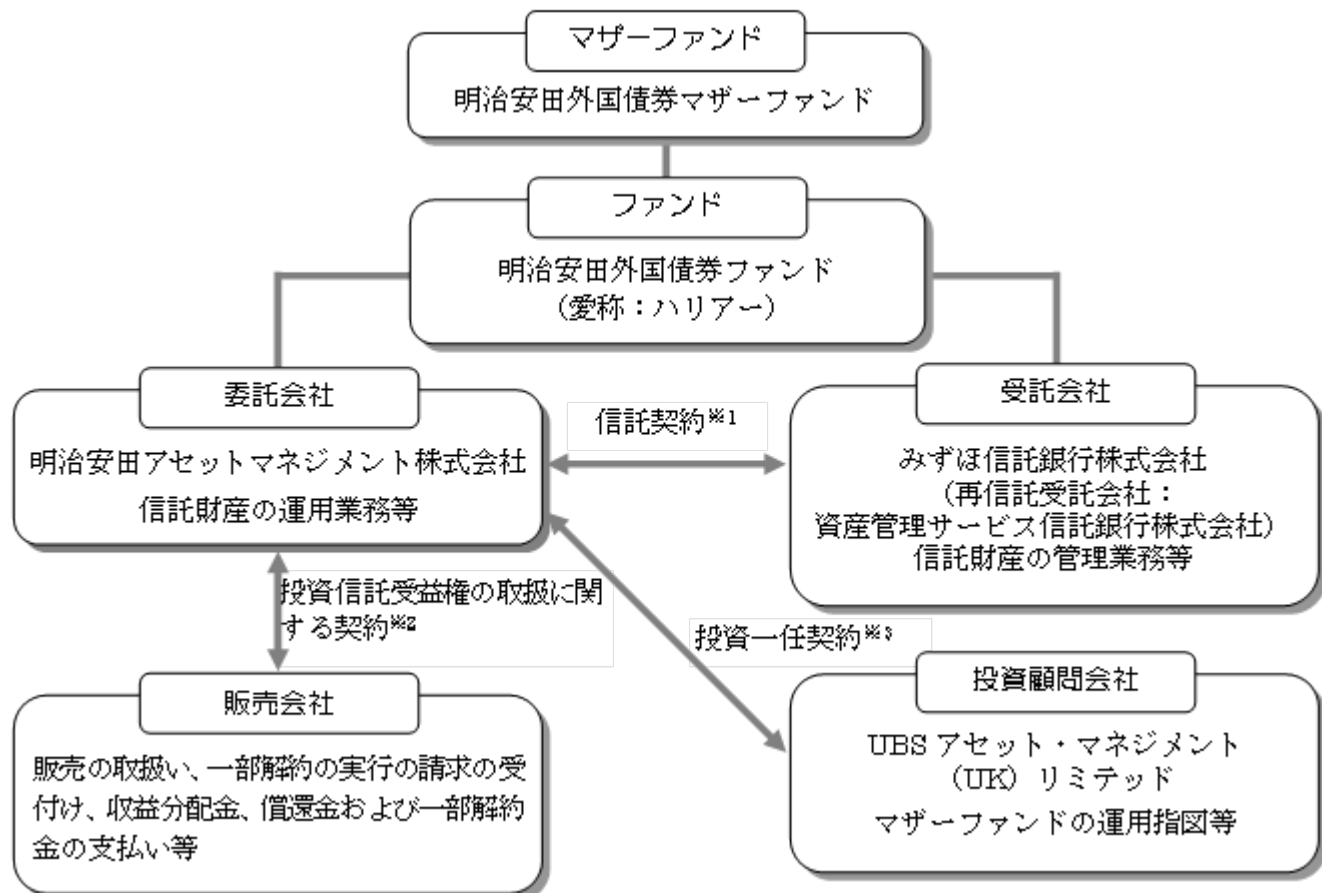 マザーファンド
明治安田外国債券マザーファンド
ファンド
明治安田外国債券ファンド
（愛称：ハリアー）
委託会社
明治安田アセットマネジメント株式会社
信託財産の運用業務等
信託契約※1
受託会社
みずほ信託銀行株式会社
（再信託受託会社：
資産管理サービス信託銀行株式会社）
信託財産の管理業務等
投資信託受益権の取扱に関
する契約※2
投資一任契約※3
販売会社
販売の取扱い、一部解約の実行の請求の受
付け、収益分配金、償還金および一部解約
金の支払い等
投資顧問会社
UBS アセット・マネジメント
（UK）リミテッド
マザーファンドの運用指図等